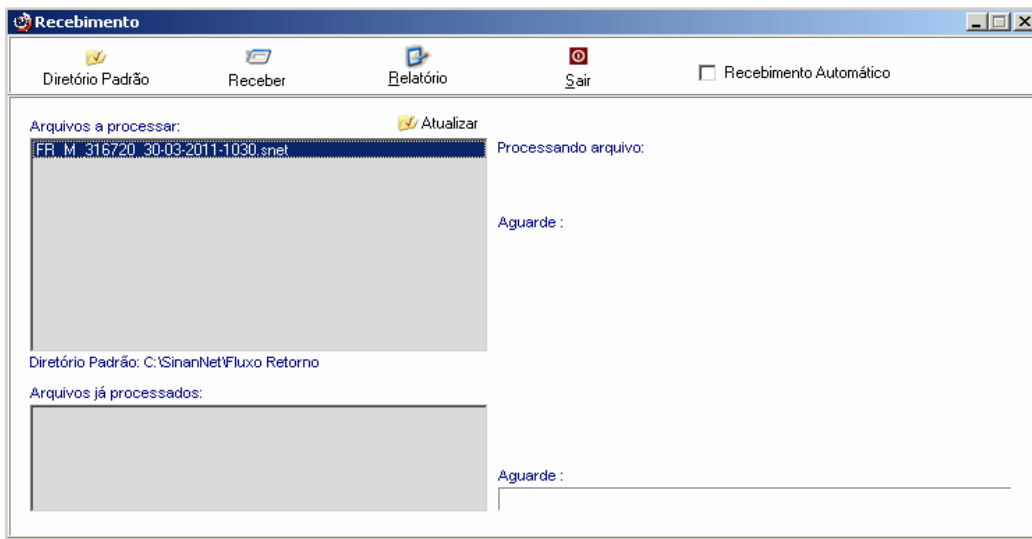 Recebimento
Diretório Padrão
Receber
Relatório
Sair
Recebimento Automático
Arquivos a processar:
Atualizar
FR_M_316720_30-03-2011-1030.snet
Processando arquivo:
Aguarde :
Diretório Padrão: C:\SinanNet\Fluxo Retorno
Arquivos já processados:
Aguarde :